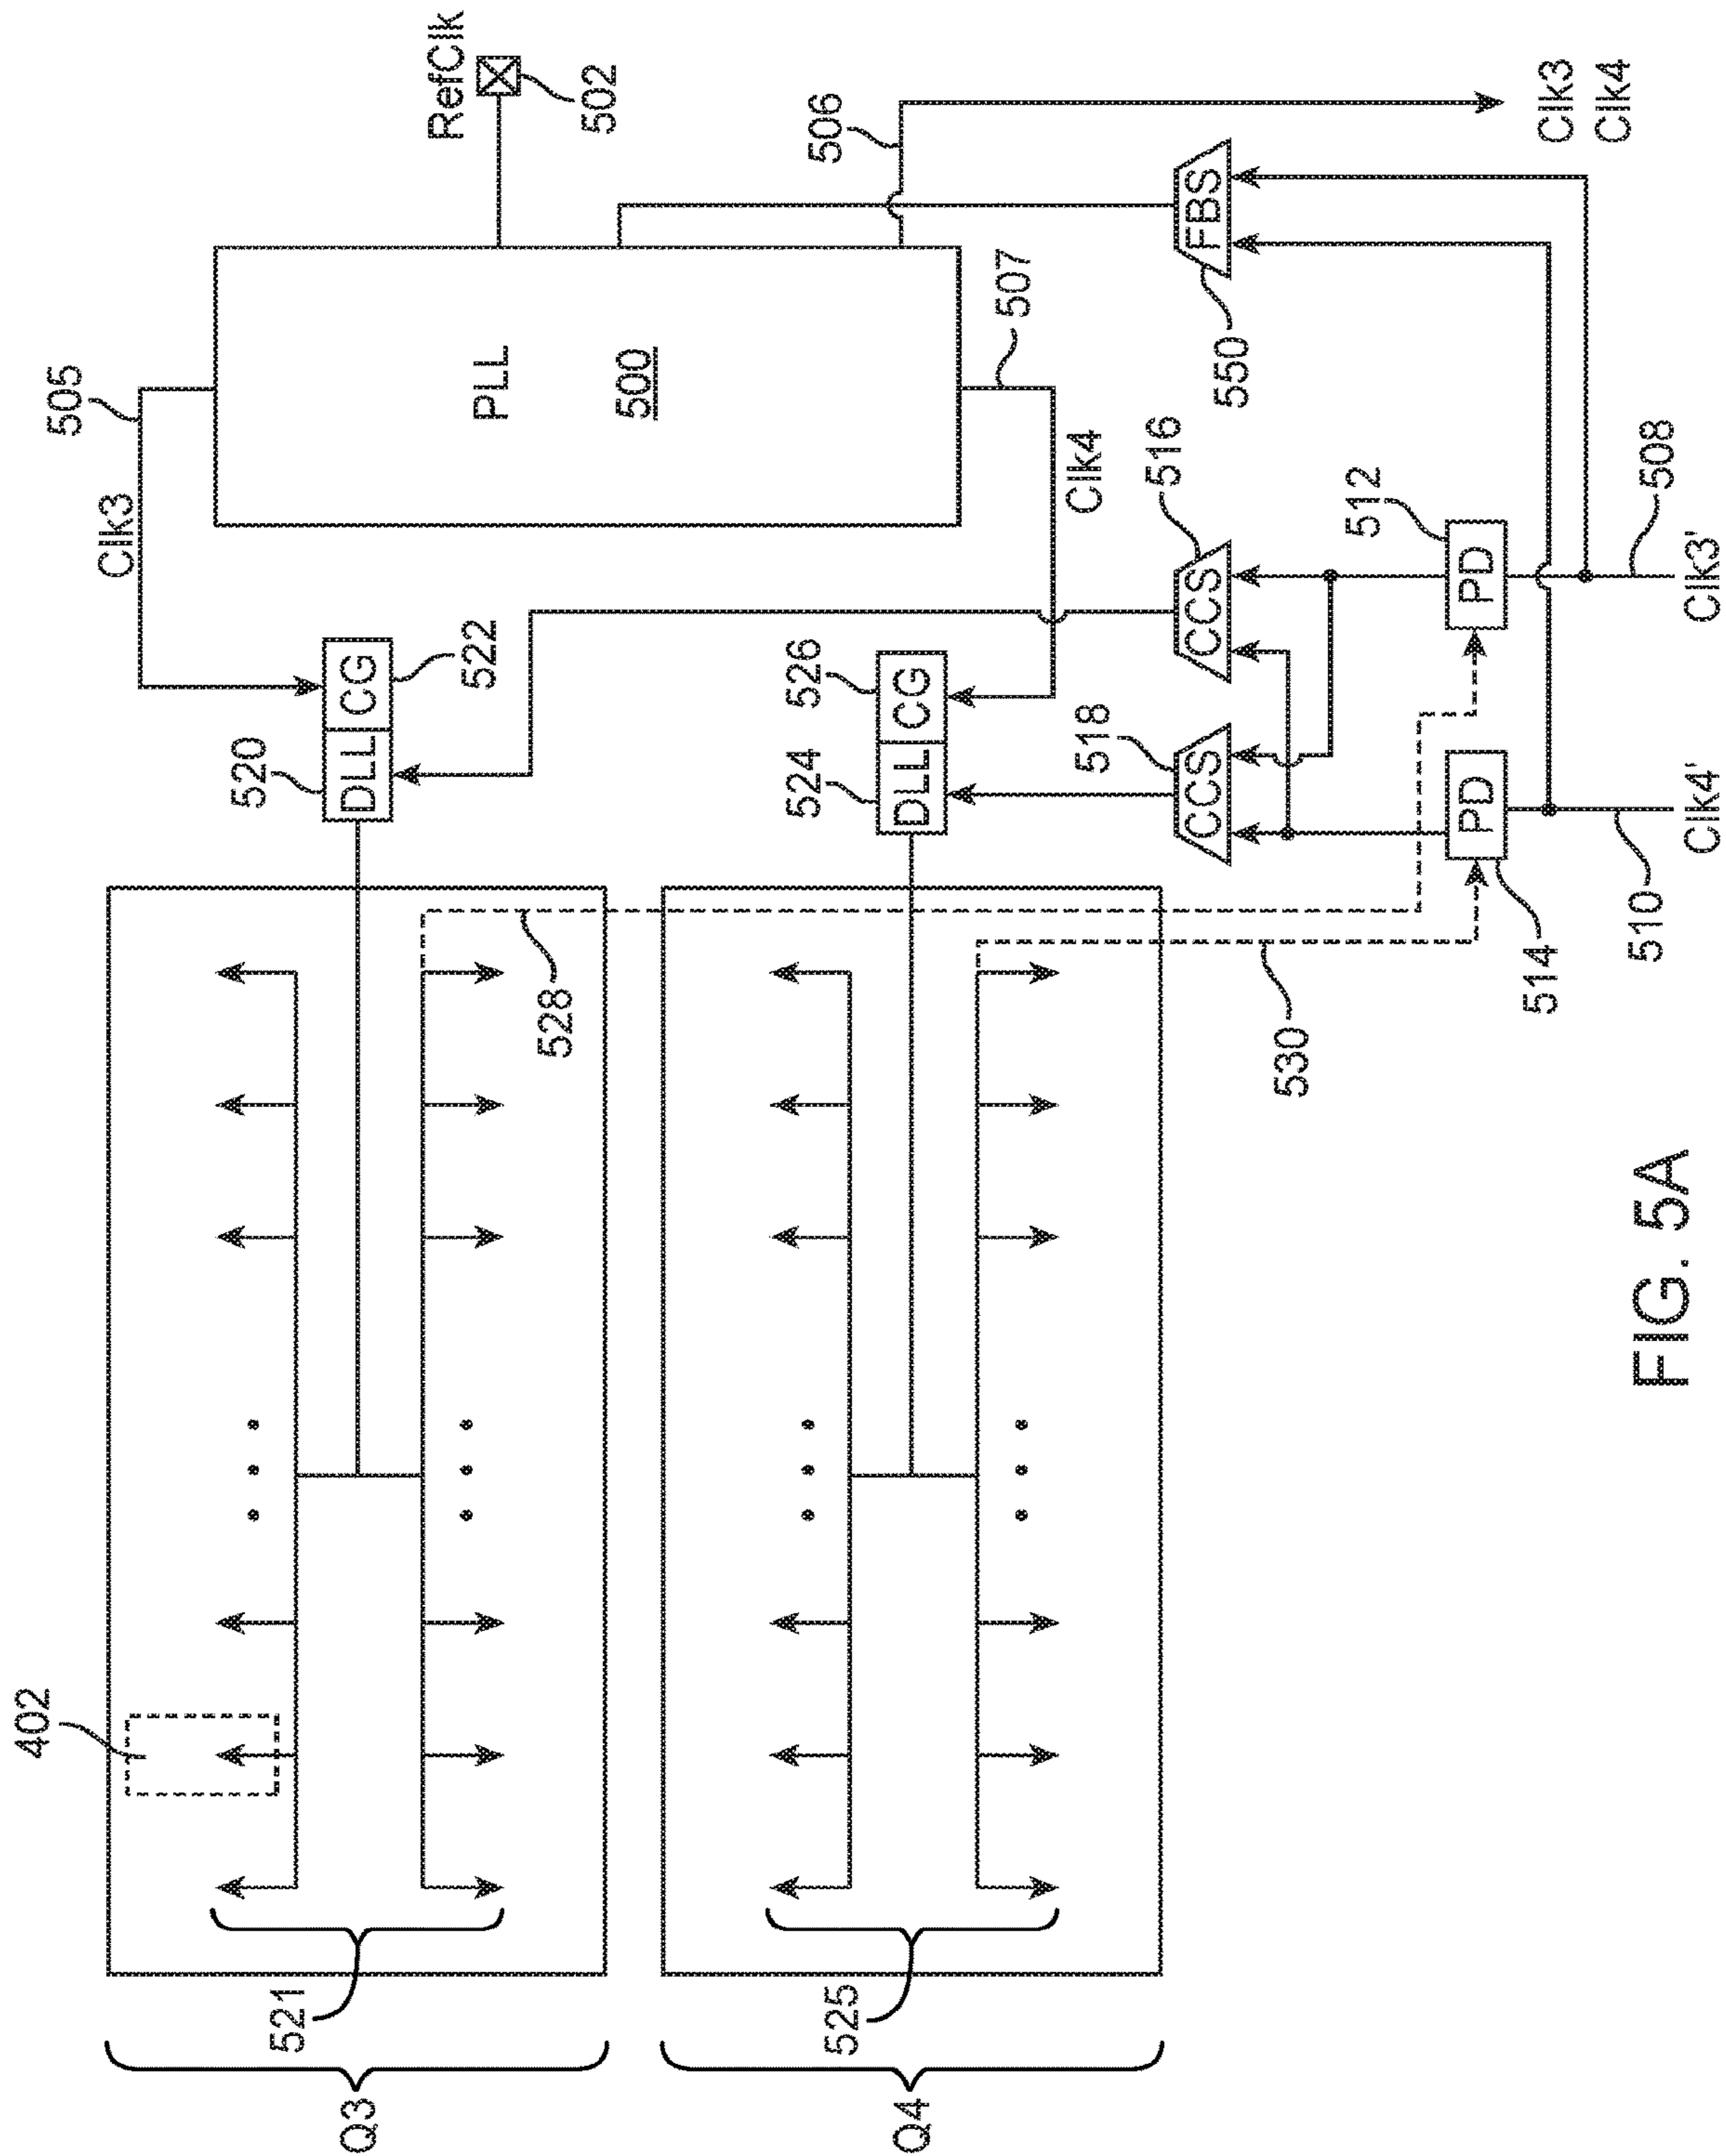 RefClk
502
505
506
Clk3
PLL
500
507
Clk4
Clk3
Clk4
FBS
550
520
DLL
CG
522
524
DLL
CG
526
516
CCS
518
CCS
512
PD
508
Clk3'
PD
514
510
Clk4'
528
530
402
521
525
Q3
Q4
FIG. 5A